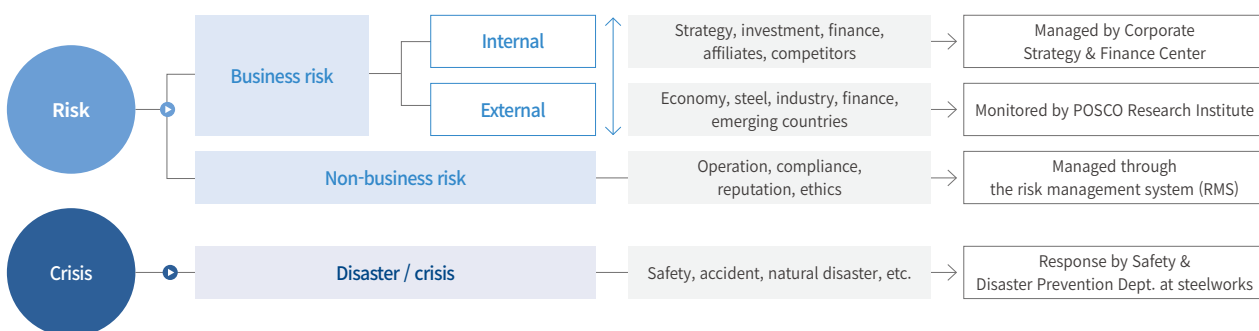 Risk
Business risk
Internal
Strategy, investment, finance,
affiliates, competitors
Managed by Corporate
Strategy & Finance Center
External
Economy, steel, industry, finance,
emerging countries
Monitored by POSCO Research Institute
Non-business risk
Operation, compliance,
reputation, ethics
Managed through
the risk management system (RMS)
Crisis
Disaster / crisis
Safety, accident, natural disaster, etc.
Response by Safety &
Disaster Prevention Dept. at steelworks